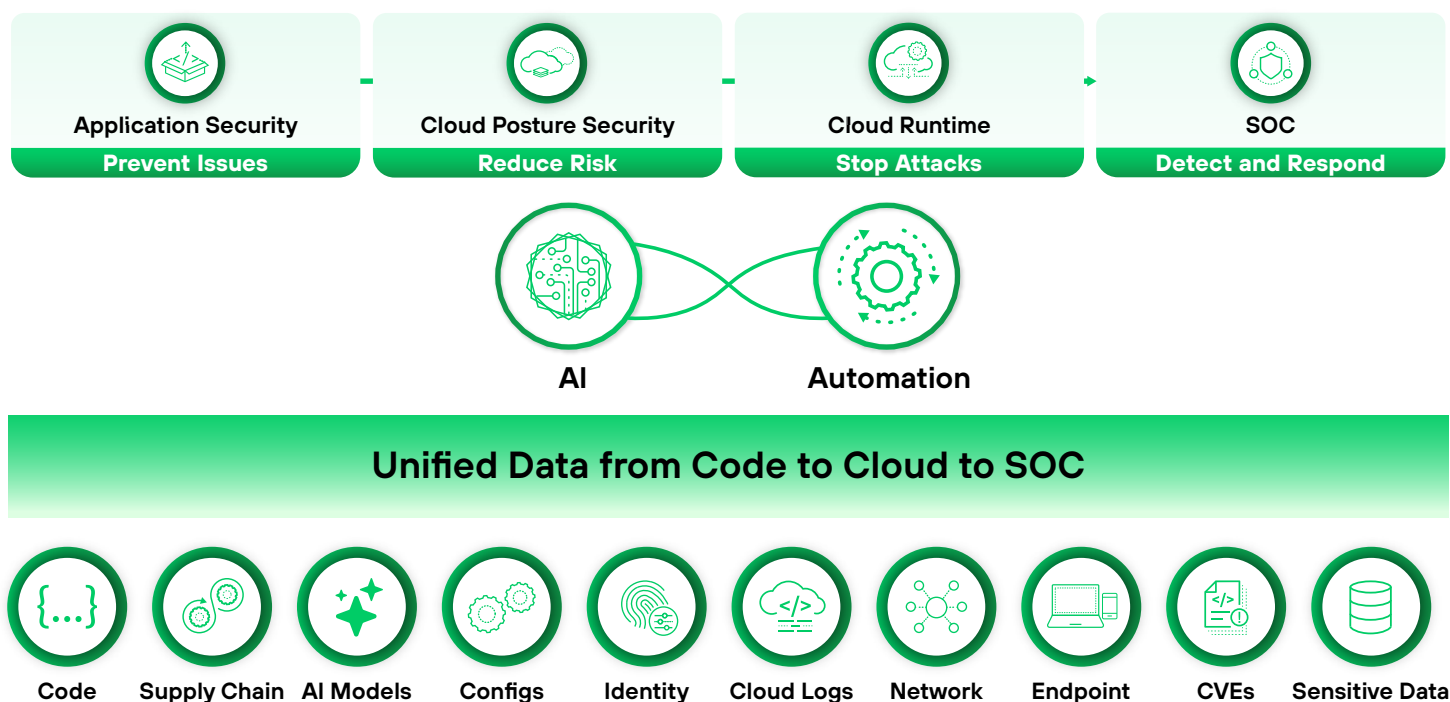 Application Security
Cloud Posture Security
Cloud Runtime
SOC
Prevent Issues
Reduce Risk
Stop Attacks
Detect and Respond
AI
Automation
Unified Data from Code to Cloud to SOC
{...}
</>
</>
Code
Supply Chain
AI Models
Configs
Identity
Cloud Logs
Network
Endpoint
CVEs
Sensitive Data